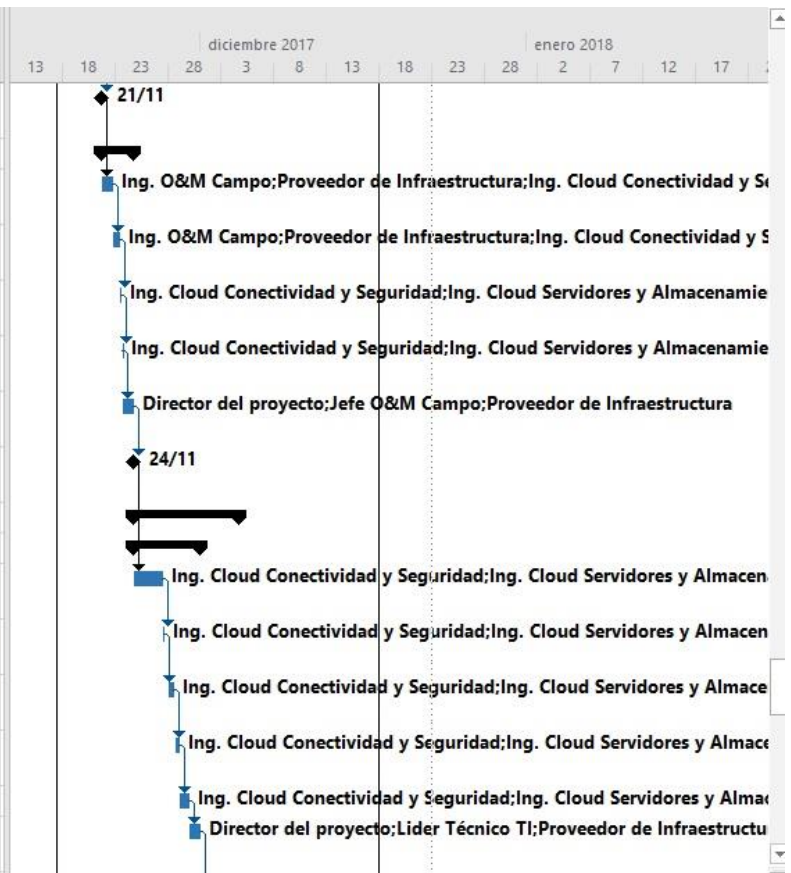 diciembre 2017 enero 2018
13 18 23 28 3 8 13 18 23 28 2 7 12 17
21/11
Ing. O&M Campo;Proveedor de Infraestructura;Ing. Cloud Conectividad y Se
Ing. O&M Campo;Proveedor de Infraestructura;Ing. Cloud Conectividad y S
Ing. Cloud Conectividad y Seguridad;Ing. Cloud Servidores y Almacenamie
Ing. Cloud Conectividad y Seguridad;Ing. Cloud Servidores y Almacenamie
Director del proyecto;Jefe O&M Campo;Proveedor de Infraestructura
24/11
Ing. Cloud Conectividad y Seguridad;Ing. Cloud Servidores y Almacen
Ing. Cloud Conectividad y Seguridad;Ing. Cloud Servidores y Almacen
Ing. Cloud Conectividad y Seguridad;Ing. Cloud Servidores y Almace
Ing. Cloud Conectividad y Seguridad;Ing. Cloud Servidores y Almace
Ing. Cloud Conectividad y Seguridad;Ing. Cloud Servidores y Almac
Director del proyecto;Lider Técnico TI;Proveedor de Infraestructu